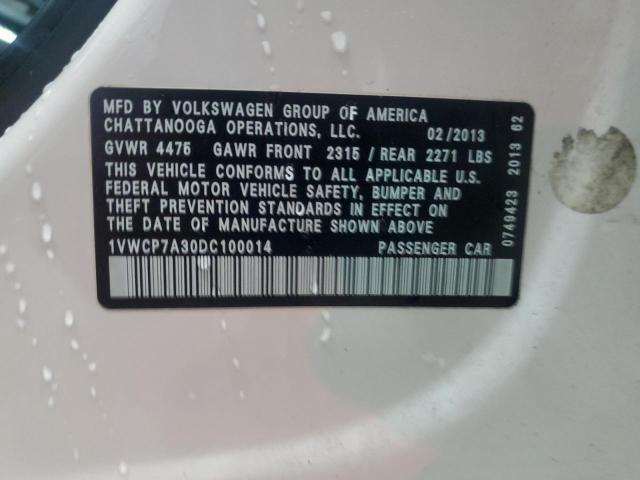 MFD BY VOLKSWAGEN GROUP OF AMERICA
CHATTANOOGA OPERATIONS, LLC. 02/2013
GVWR 4475 GAWR FRONT 2315 / REAR 2271 LBS
THIS VEHICLE CONFORMS TO ALL APPLICABLE U.S.
FEDERAL MOTOR VEHICLE SAFETY, BUMPER AND
THEFT PREVENTION STANDARDS IN EFFECT ON
THE DATE OF MANUFACTURE SHOWN ABOVE
1VWCP7A30DC100014 PASSENGER CAR
0749423 2013 62